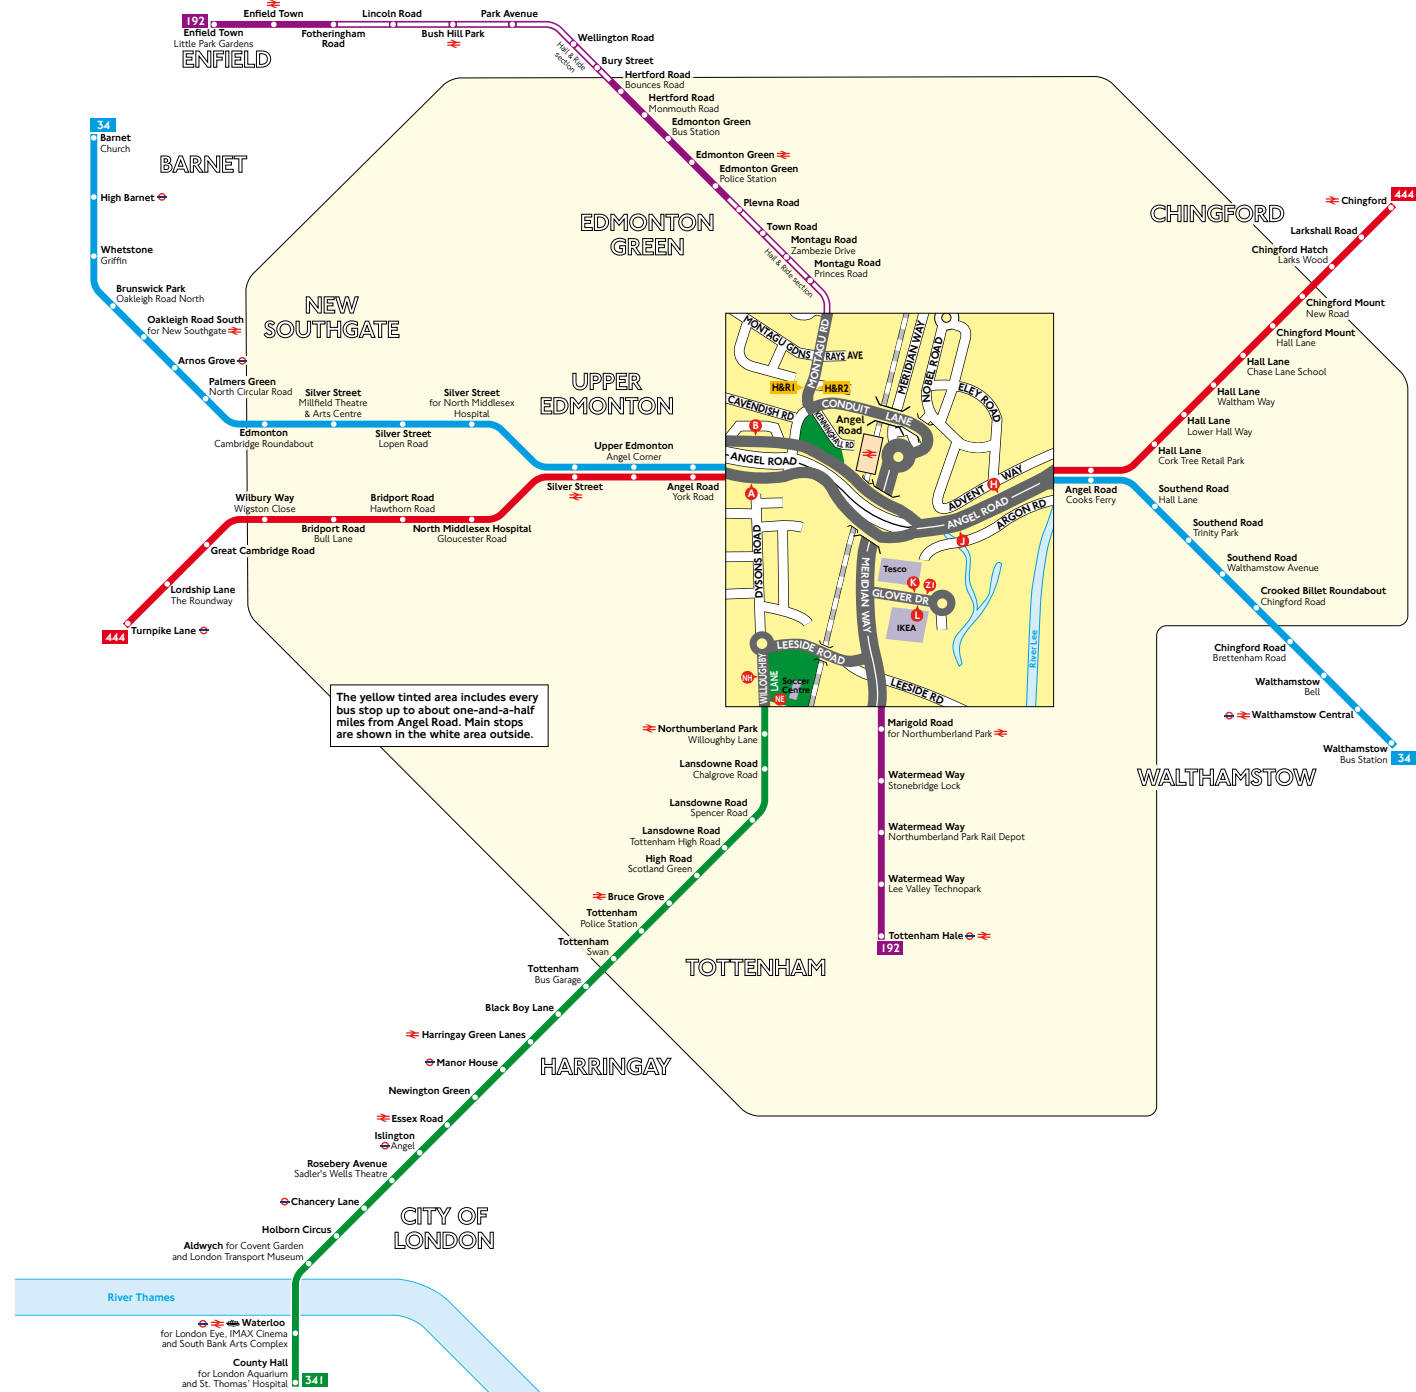 192
Enfield Town
Little Park Gardens
Enfield Town
Fotheringham
Road
Lincoln Road
Bush Hill Park
Park Avenue
Wellington Road
Hail & Ride
section
Bury Street
Hertford Road
Bounces Road
Hertford Road
Monmouth Road
Edmonton Green
Bus Station
Edmonton Green
Edmonton Green
Police Station
Plevna Road
Town Road
Montagu Road
Zambezie Drive
Hail & Ride section
Montagu Road
Princes Road
ENFIELD
34
Barnet
Church
BARNET
High Barnet
Whetstone
Griffin
Brunswick Park
Oakleigh Road North
Oakleigh Road South
for New Southgate
Arnos Grove
Palmers Green
North Circular Road
NEW
SOUTHGATE
EDMONTON
GREEN
UPPER
EDMONTON
CHINGFORD
Edmonton
Cambridge Roundabout
Silver Street
Millfield Theatre
& Arts Centre
Silver Street
Lopen Road
Silver Street
for North Middlesex
Hospital
Upper Edmonton
Angel Corner
Silver Street
Angel Road
York Road
Wilbury Way
Wigston Close
Bridport Road
Bull Lane
Bridport Road
Hawthorn Road
North Middlesex Hospital
Gloucester Road
Great Cambridge Road
Lordship Lane
The Roundway
444
Turnpike Lane
444
Chingford
Larkshall Road
Chingford Hatch
Larks Wood
Chingford Mount
New Road
Chingford Mount
Hall Lane
Hall Lane
Chase Lane School
Hall Lane
Waltham Way
Hall Lane
Lower Hall Way
Hall Lane
Cork Tree Retail Park
Angel Road
Cooks Ferry
Southend Road
Hall Lane
Southend Road
Trinity Park
Southend Road
Walthamstow Avenue
Crooked Billet Roundabout
Chingford Road
Chingford Road
Brettenham Road
Walthamstow
Bell
Walthamstow Central
Walthamstow
Bus Station
34
WALTHAMSTOW
MONTAGU GDNS
RAYS AVE
MONTAGU RD
MERIDIAN WAY
NOBEL ROAD
ELEY ROAD
H&R1
H&R2
CAVENDISH RD
CONDUIT LANE
KENNINGHALL RD
Angel
Road
B
ANGEL ROAD
A
H
ADVENT WAY
ANGEL ROAD
ARGON RD
J
DYSONS ROAD
MERIDIAN WAY
Tesco
K
Z1
GLOVER DR
L
IKEA
River Lee
LEESIDE ROAD
LEESIDE RD
WILLOUGHBY
LANE
NH
NE
Soccer
Centre
The yellow tinted area includes every
bus stop up to about one-and-a-half
miles from Angel Road. Main stops
are shown in the white area outside.
Northumberland Park
Willoughby Lane
Lansdowne Road
Chalgrove Road
Lansdowne Road
Spencer Road
Lansdowne Road
Tottenham High Road
High Road
Scotland Green
Bruce Grove
Tottenham
Police Station
Tottenham
Swan
Tottenham
Bus Garage
Black Boy Lane
Harringay Green Lanes
Manor House
Newington Green
Essex Road
Islington
Angel
Rosebery Avenue
Sadler's Wells Theatre
Chancery Lane
Holborn Circus
Aldwych for Covent Garden
and London Transport Museum
Marigold Road
for Northumberland Park
Watermead Way
Stonebridge Lock
Watermead Way
Northumberland Park Rail Depot
Watermead Way
Lee Valley Technopark
Tottenham Hale
192
TOTTENHAM
HARRINGAY
CITY OF
LONDON
River Thames
Waterloo
for London Eye, IMAX Cinema
and South Bank Arts Complex
County Hall
for London Aquarium
and St. Thomas' Hospital
341